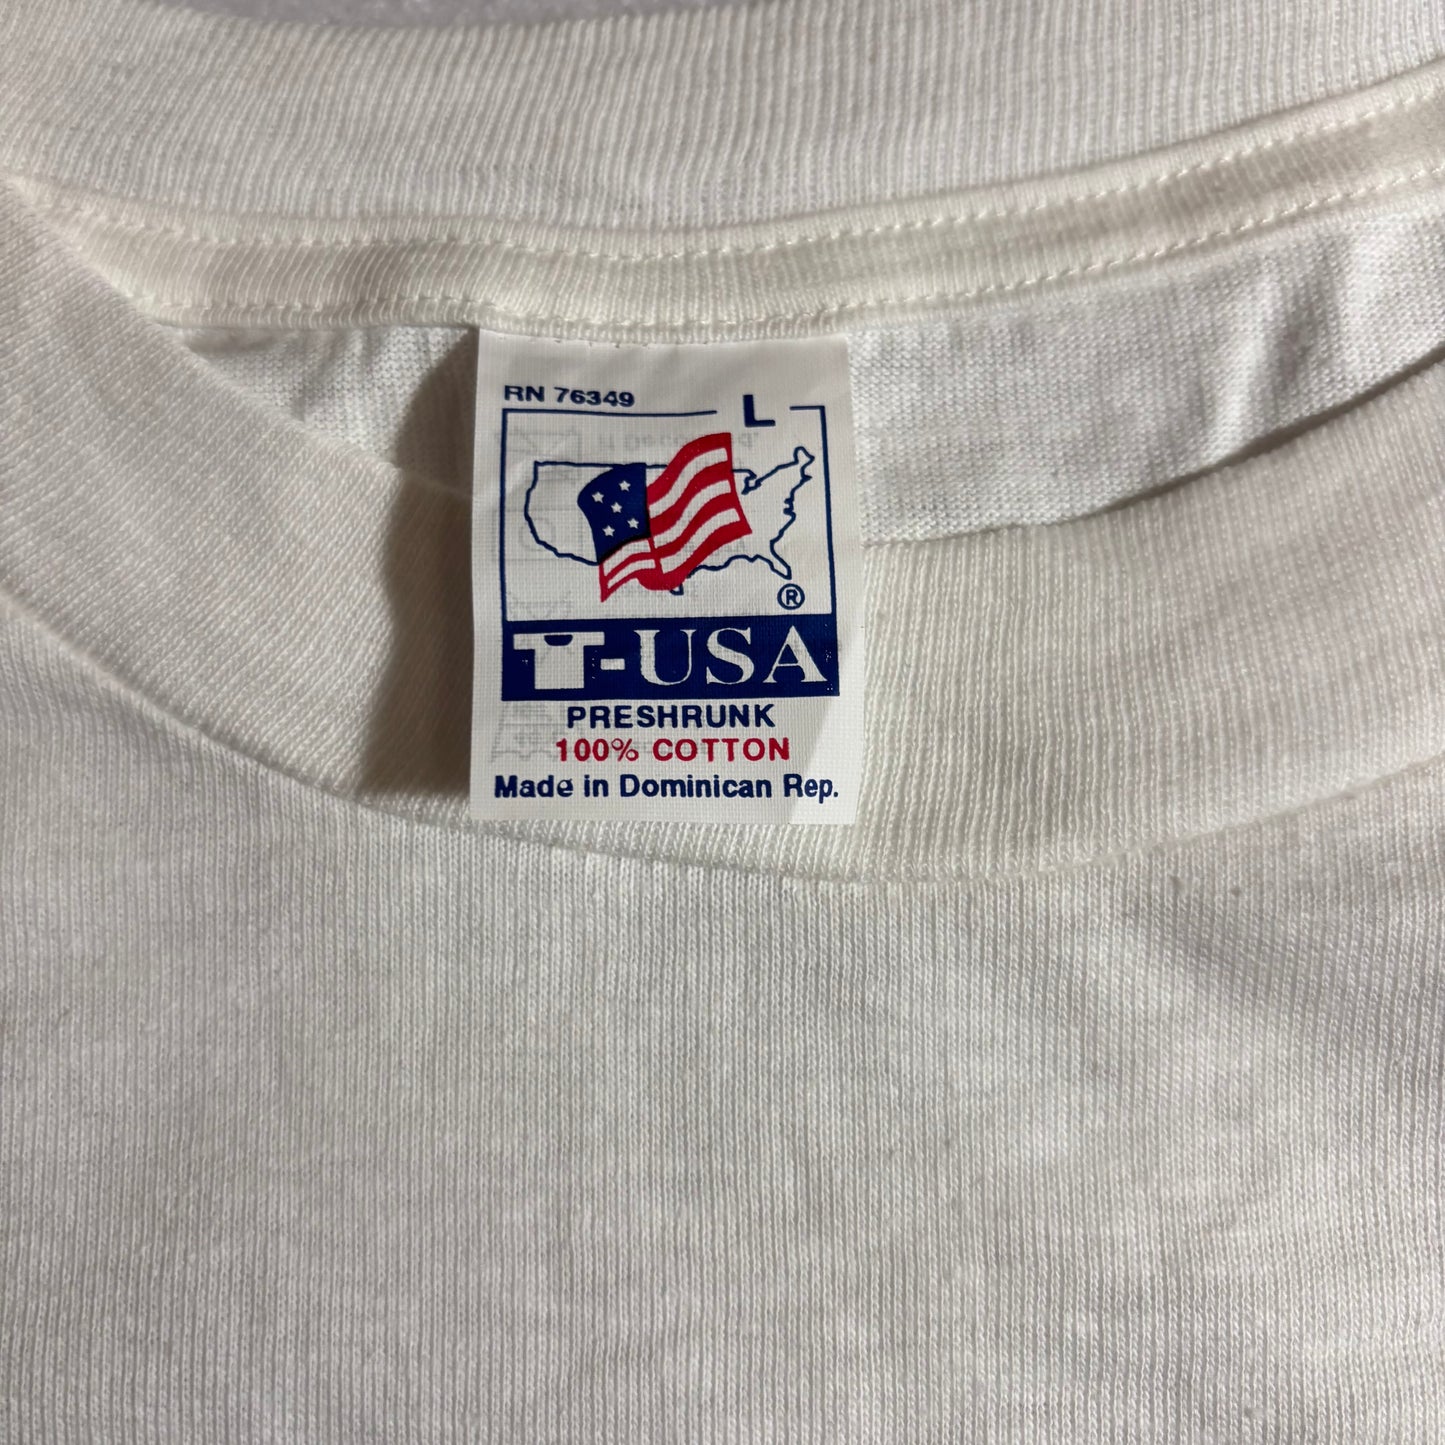 RN 76349
L
®
T-USA
PRESHRUNK
100% COTTON
Made in Dominican Rep.